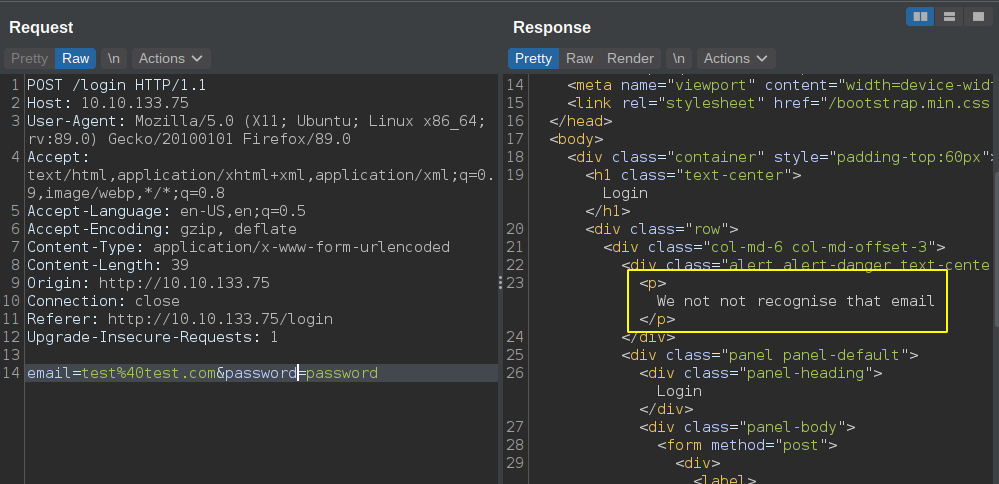 Request
Response
Pretty Raw \n Actions
Pretty Raw Render \n Actions
1 POST /login HTTP/1.1
2 Host: 10.10.133.75
3 User-Agent: Mozilla/5.0 (X11; Ubuntu; Linux x86_64;
rv:89.0) Gecko/20100101 Firefox/89.0
4 Accept:
text/html,application/xhtml+xml,application/xml;q=0.
9,image/webp,*/*;q=0.8
5 Accept-Language: en-US,en;q=0.5
6 Accept-Encoding: gzip, deflate
7 Content-Type: application/x-www-form-urlencoded
8 Content-Length: 39
9 Origin: http://10.10.133.75
10 Connection: close
11 Referer: http://10.10.133.75/login
12 Upgrade-Insecure-Requests: 1
13
14 email=test%40test.com&password=password
14 <meta name="viewport" content="width=device-widt
15 <link rel="stylesheet" href="/bootstrap.min.css
16 </head>
17 <body>
18 <div class="container" style="padding-top:60px">
19 <h1 class="text-center">
Login
</h1>
20 <div class="row">
21 <div class="col-md-6 col-md-offset-3">
22 <div class="alert alert-danger text-cente
23 <p>
We not not recognise that email
</p>
24 </div>
25 <div class="panel panel-default">
26 <div class="panel-heading">
Login
</div>
27 <div class="panel-body">
28 <form method="post">
29 <div>
<label>